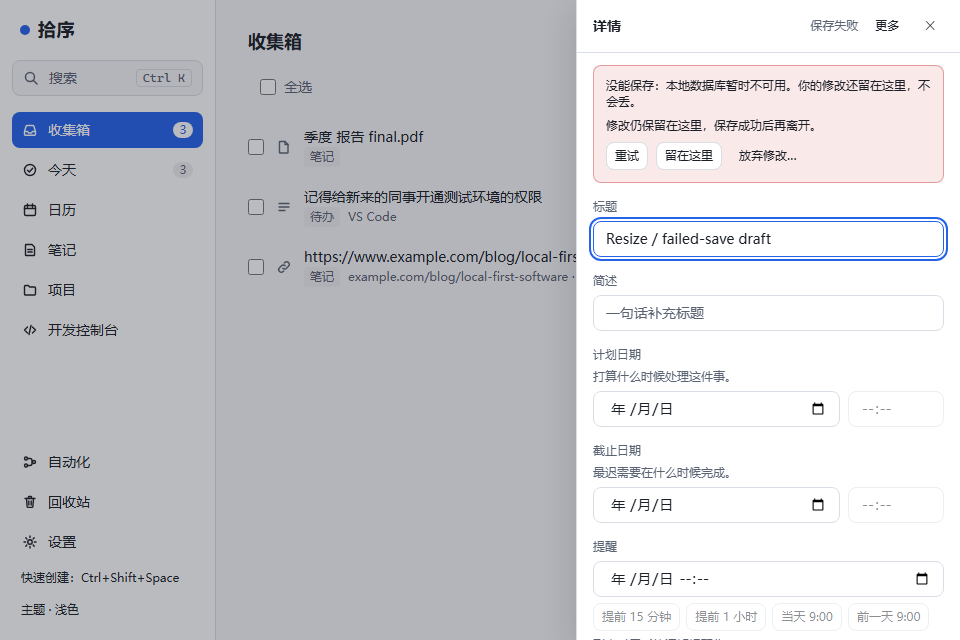 拾序
搜索
Ctrl K
收集箱
3
今天
3
日历
笔记
项目
开发控制台
自动化
回收站
设置
快速创建：Ctrl+Shift+Space
主题 · 浅色
收集箱
全选
季度 报告 final.pdf
笔记
记得给新来的同事开通测试环境的权限
待办 VS Code
https://www.example.com/blog/local-firs
笔记 example.com/blog/local-first-software ·
详情
保存失败
更多
没能保存：本地数据库暂时不可用。你的修改还留在这里，不
会丢。
修改仍保留在这里，保存成功后再离开。
重试
留在这里
放弃修改...
标题
Resize / failed-save draft
简述
一句话补充标题
计划日期
打算什么时候处理这件事。
年 /月/日
--:--
截止日期
最迟需要在什么时候完成。
年 /月/日
--:--
提醒
年 /月/日 --:--
提前 15 分钟
提前 1 小时
当天 9:00
前一天 9:00